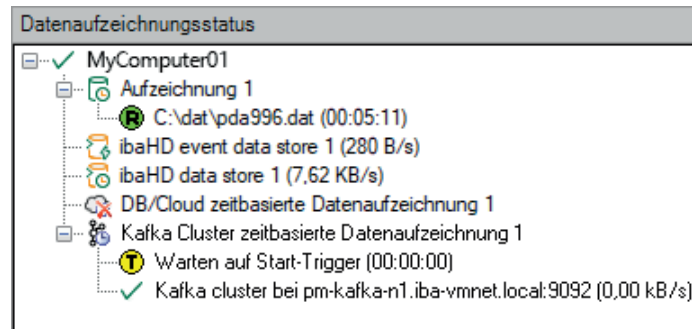 Datenaufzeichnungsstatus
MyComputer01
Aufzeichnung 1
R C:\dat\pda996.dat (00:05:11)
ibaHD event data store 1 (280 B/s)
ibaHD data store 1 (7,62 KB/s)
DB/Cloud zeitbasierte Datenaufzeichnung 1
Kafka Cluster zeitbasierte Datenaufzeichnung 1
T Warten auf Start-Trigger (00:00:00)
Kafka cluster bei pm-kafka-n1.iba-vmnet.local:9092 (0,00 kB/s)